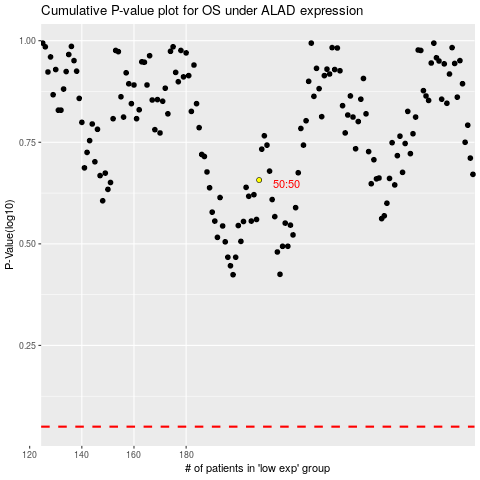 Cumulative P-value plot for OS under ALAD expression
1.00
0.75
0.50
0.25
P-Value(log10)
50:50
120 140 160 180
# of patients in 'low exp' group